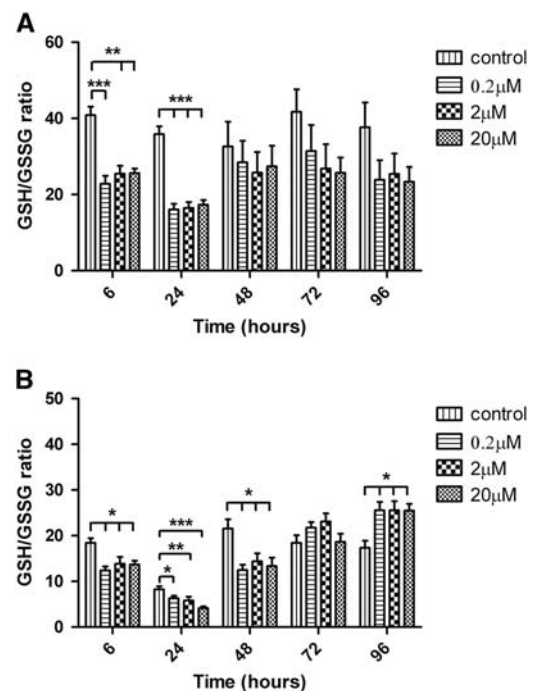 A
60
40
20
0
GSH/GSSG ratio
**
***
***
6
24
48
72
96
Time (hours)
control
0.2μM
2μM
20μM
B
50
40
30
20
10
0
GSH/GSSG ratio
*
***
**
*
*
*
6
24
48
72
96
Time (hours)
control
0.2μM
2μM
20μM